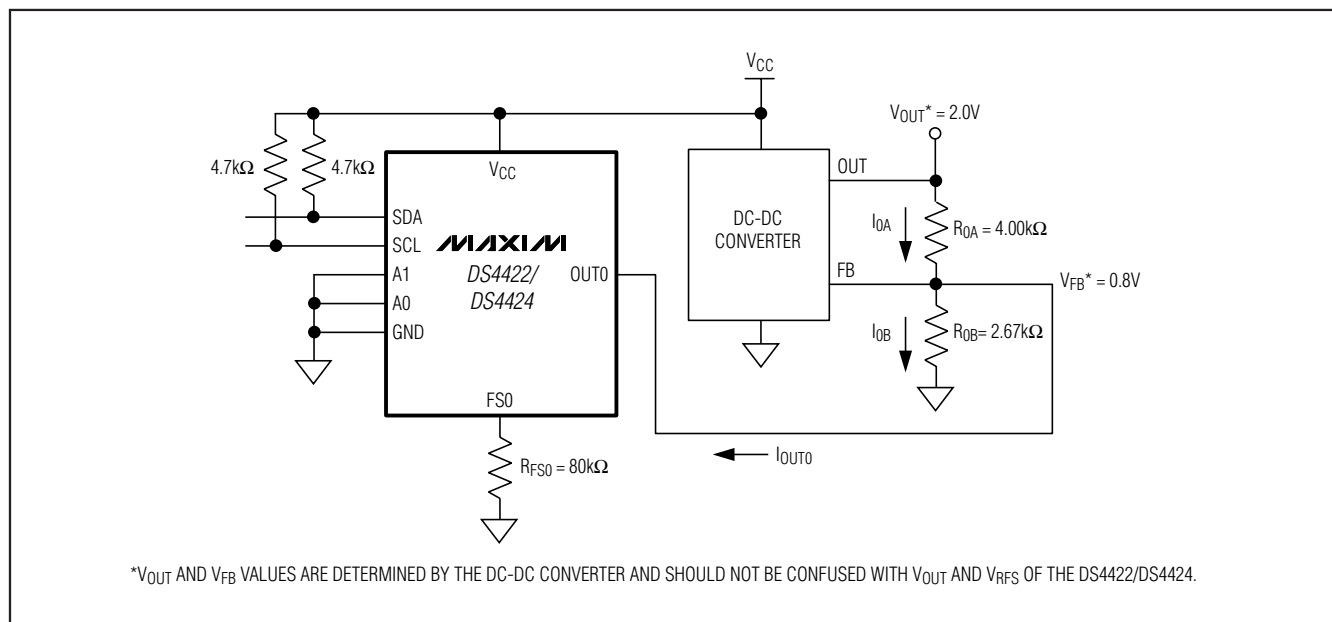 VCC
VOUT* = 2.0V
4.7kΩ
4.7kΩ
VCC
OUT
SDA
DC-DC
CONVERTER
I0A
R0A = 4.00kΩ
SCL
MAXIM
A1
DS4422/
DS4424
OUT0
FB
VFB* = 0.8V
A0
I0B
R0B= 2.67kΩ
GND
FS0
IOUT0
RFS0 = 80kΩ
*VOUT AND VFB VALUES ARE DETERMINED BY THE DC-DC CONVERTER AND SHOULD NOT BE CONFUSED WITH VOUT AND VRFS OF THE DS4422/DS4424.